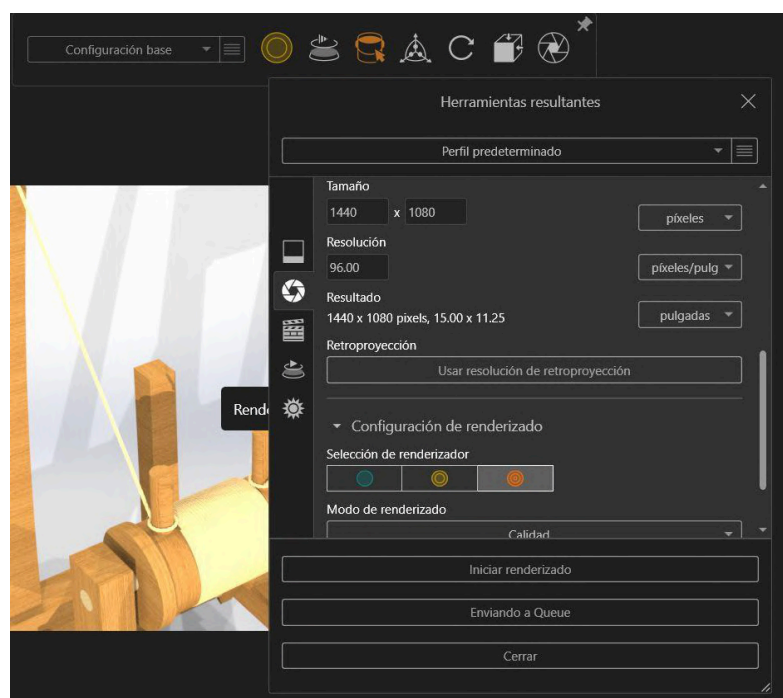 Configuración base
Herramientas resultantes
Perfil predeterminado
Tamaño
1440 x 1080 píxeles
Resolución
96.00 píxeles/pulg
Resultado
1440 x 1080 pixels, 15.00 x 11.25 pulgadas
Retroproyección
Usar resolución de retroproyección
Configuración de renderizado
Selección de renderizador
Modo de renderizado
Calidad
Iniciar renderizado
Enviando a Queue
Cerrar